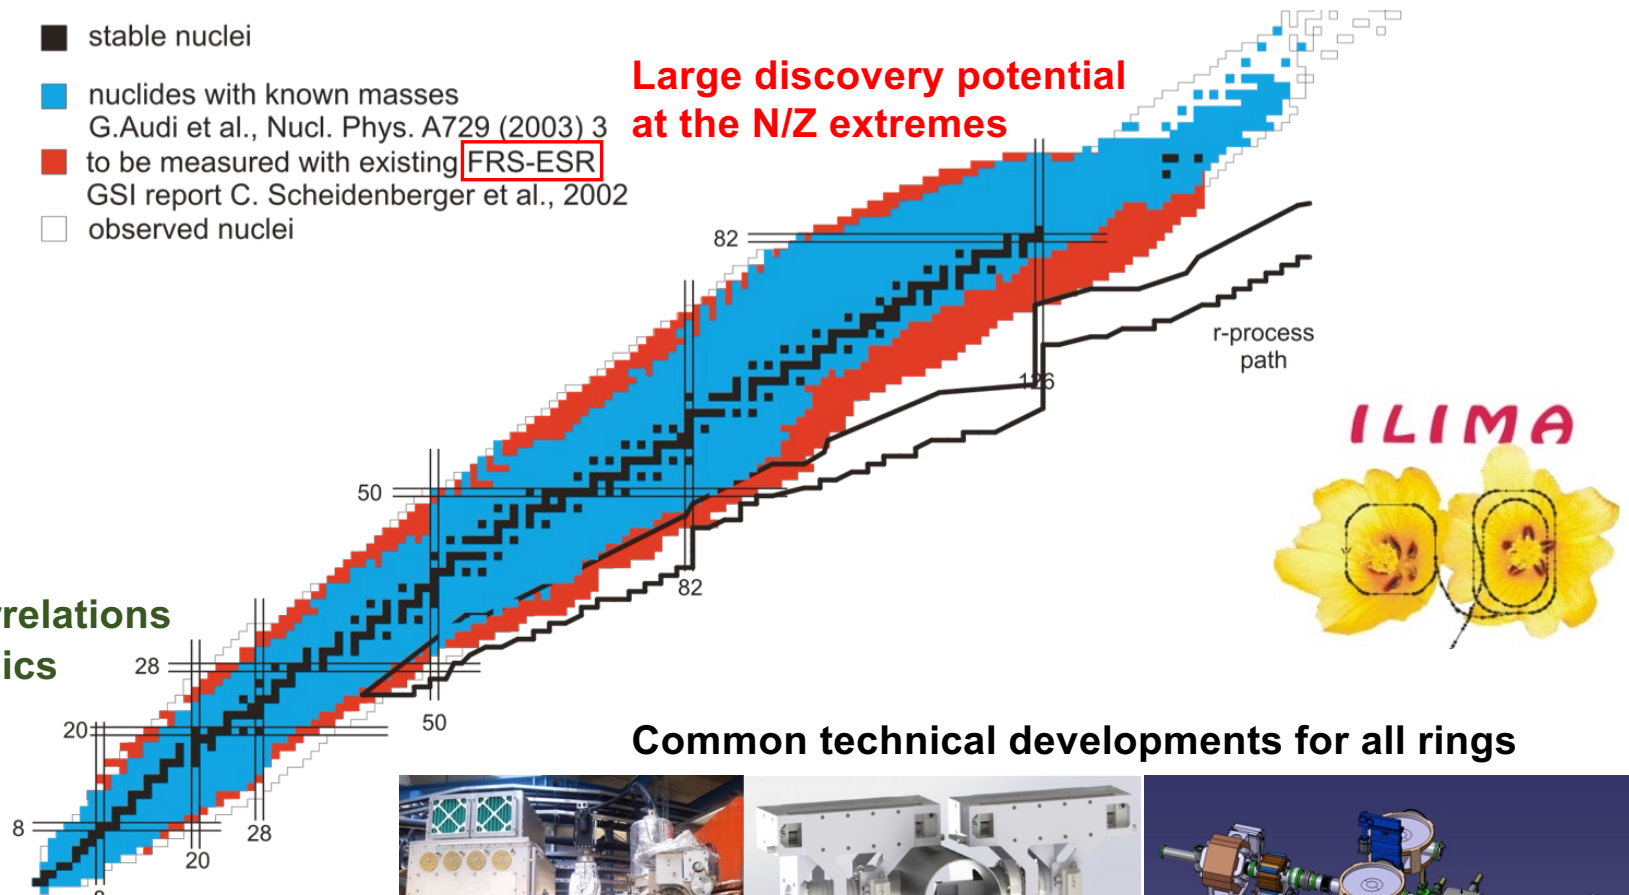 stable nuclei
nuclides with known masses
G.Audi et al., Nucl. Phys. A729 (2003) 3
to be measured with existing FRS-ESR
GSI report C. Scheidenberger et al., 2002
observed nuclei
Large discovery potential
at the N/Z extremes
82
r-process
path
126
ILIMA
50
82
28
50
20
28
20
8
Common technical developments for all rings